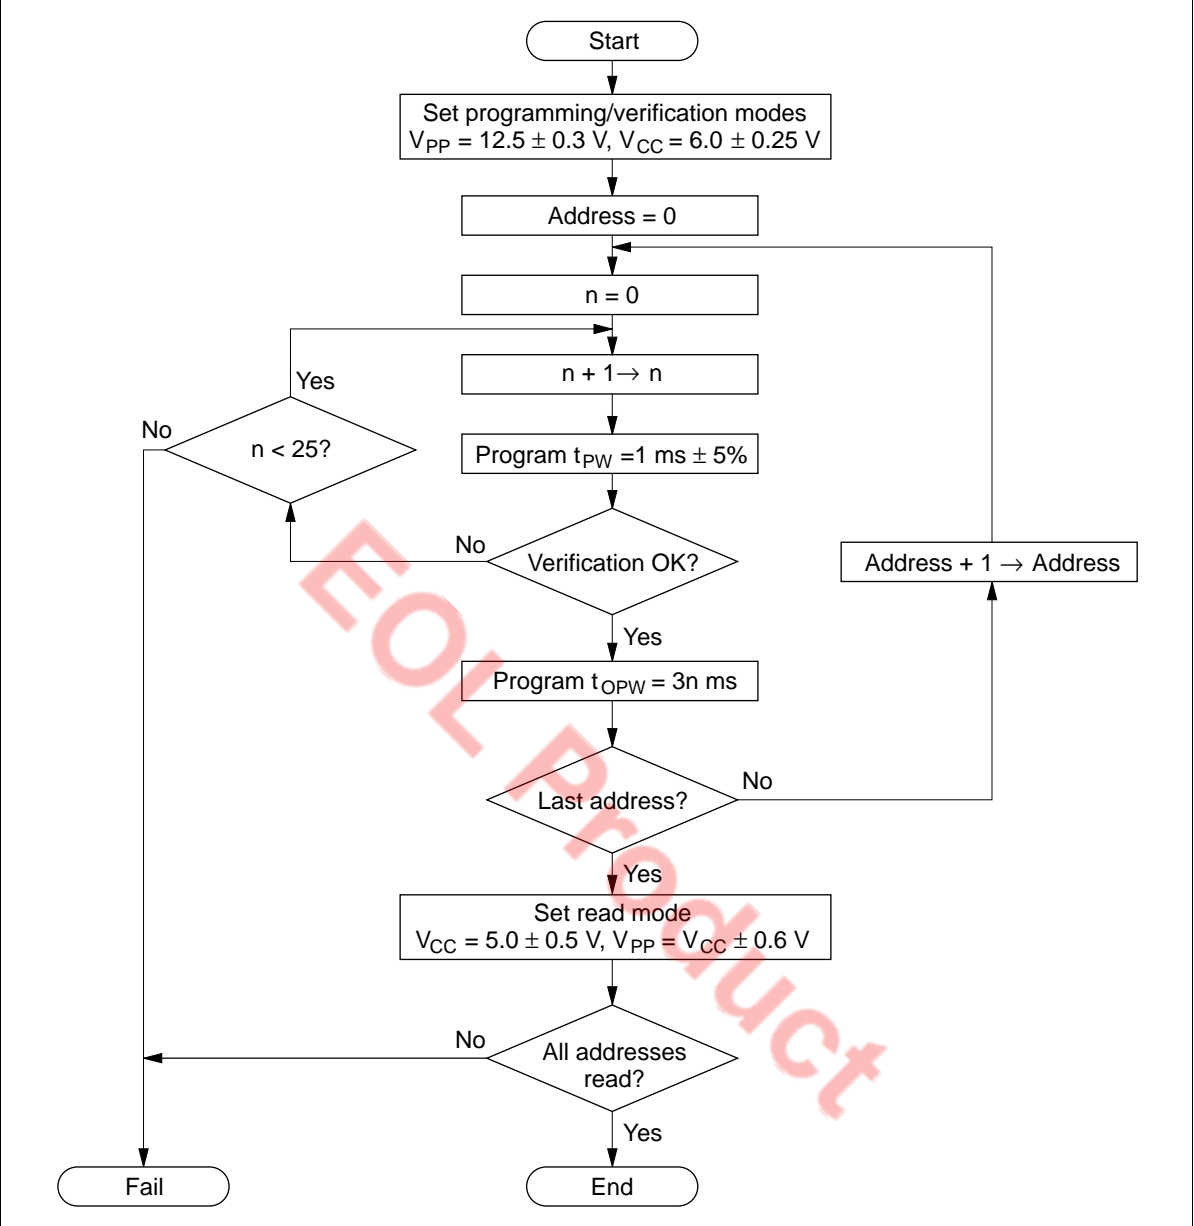 Start
Set programming/verification modes
VPP = 12.5 ± 0.3 V, VCC = 6.0 ± 0.25 V
Address = 0
n = 0
n + 1→ n
Yes
No
n < 25?
Program tPW =1 ms ± 5%
No
Verification OK?
Address + 1 → Address
Yes
Program tOPW = 3n ms
Last address?
No
Yes
Set read mode
VCC = 5.0 ± 0.5 V, VPP = VCC ± 0.6 V
No
All addresses
read?
Yes
Fail
End
EOL Product